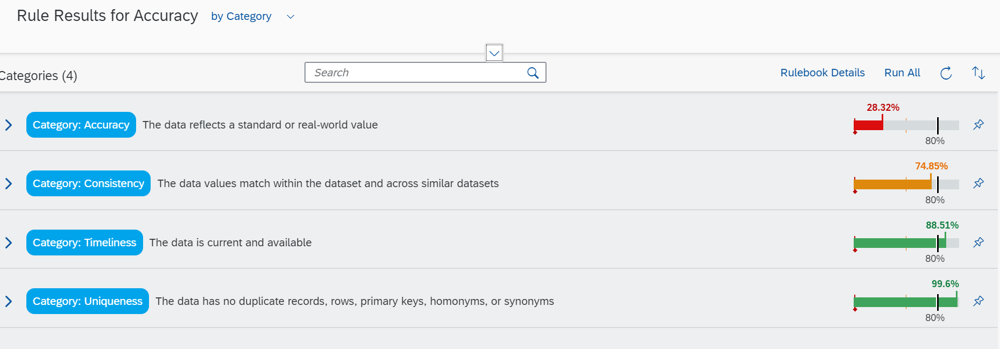 Rule Results for Accuracy by Category
Categories (4)
Search
Rulebook Details Run All
Category: Accuracy The data reflects a standard or real-world value
28.32%
80%
Category: Consistency The data values match within the dataset and across similar datasets
74.85%
80%
Category: Timeliness The data is current and available
88.51%
80%
Category: Uniqueness The data has no duplicate records, rows, primary keys, homonyms, or synonyms
99.6%
80%